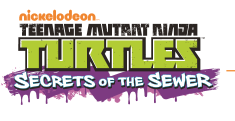 nickelodeon
TEENAGE MUTANT NINJA
TURTLES
SECRETS OF THE SEWER